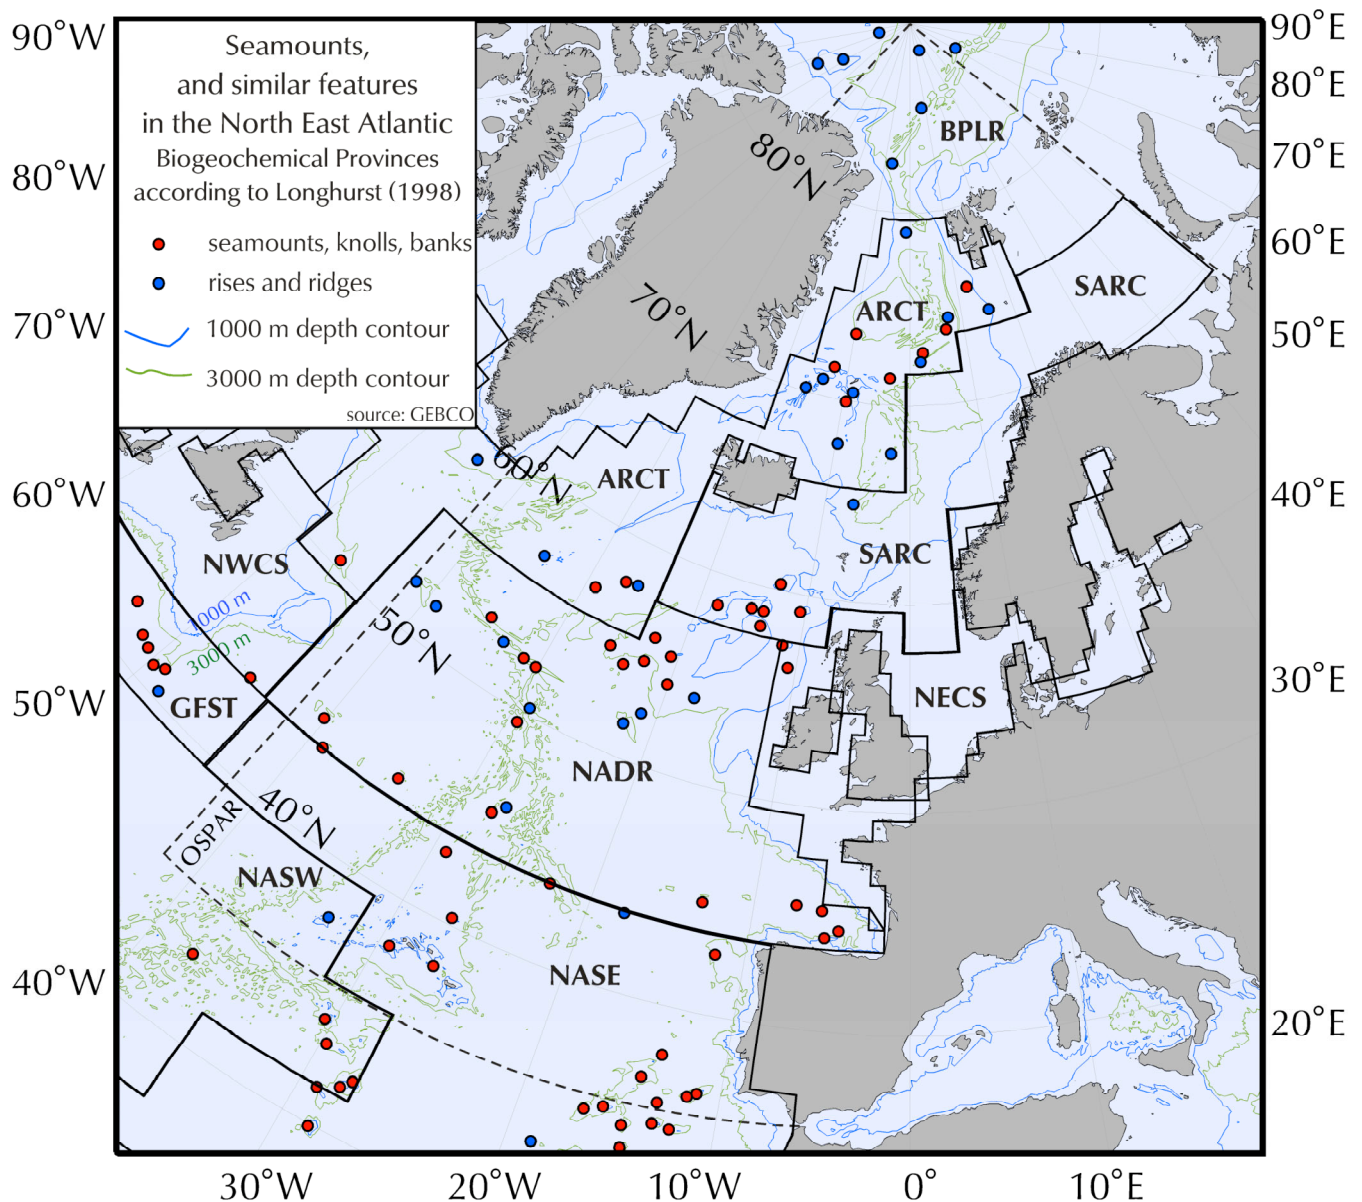 Seamounts,
and similar features
in the North East Atlantic
Biogeochemical Provinces
according to Longhurst (1998)
seamounts, knolls, banks
rises and ridges
1000 m depth contour
3000 m depth contour
source: GEBCO
90°W
80°W
70°W
60°W
50°W
40°W
90°E
80°E
70°E
60°E
50°E
40°E
30°E
20°E
30°W
20°W
10°W
0°
10°E
80°N
70°N
60°N
50°N
40°N
BPLR
SARC
ARCT
ARCT
SARC
NWCS
1000 m
3000 m
GFST
NECS
NADR
OSPAR
NASW
NASE